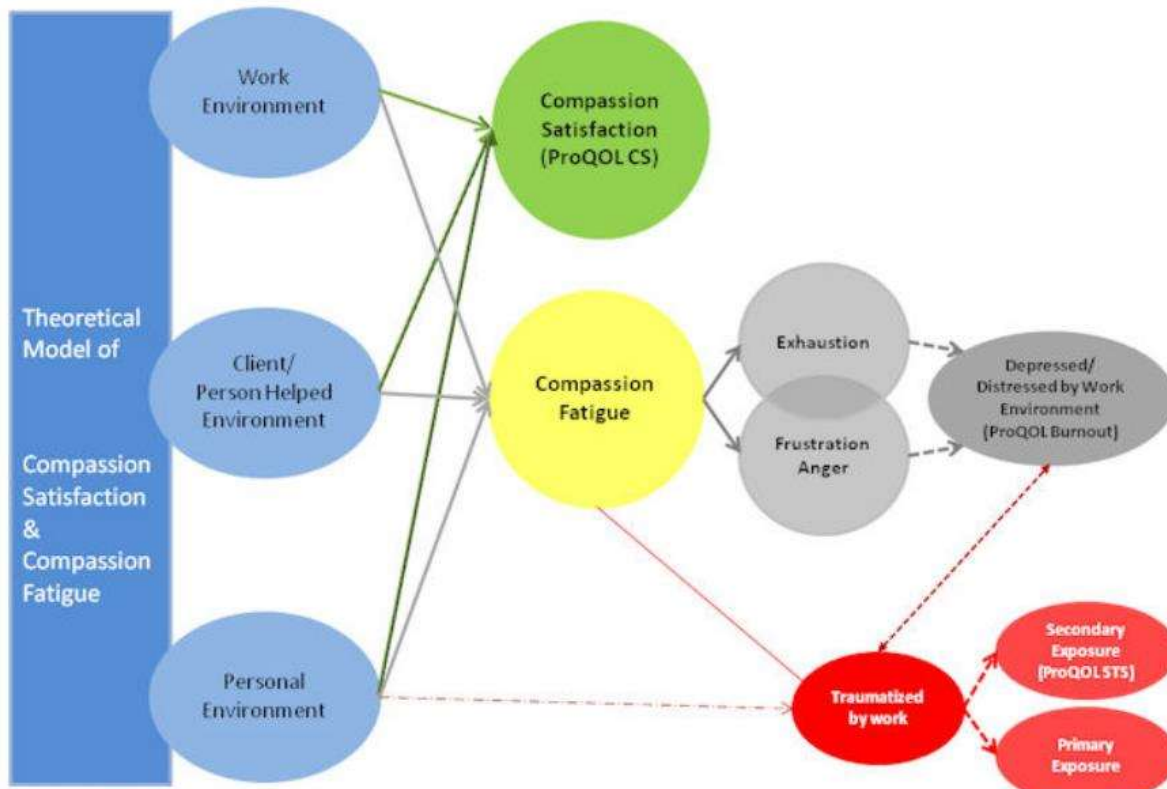 Theoretical
Model of
Compassion
Satisfaction
&
Compassion
Fatigue
Work
Environment
Client/
Person Helped
Environment
Personal
Environment
Compassion
Satisfaction
(ProQOL CS)
Compassion
Fatigue
Exhaustion
Frustration
Anger
Depressed/
Distressed by Work
Environment
(ProQOL Burnout)
Traumatized
by work
Secondary
Exposure
(ProQOL STS)
Primary
Exposure